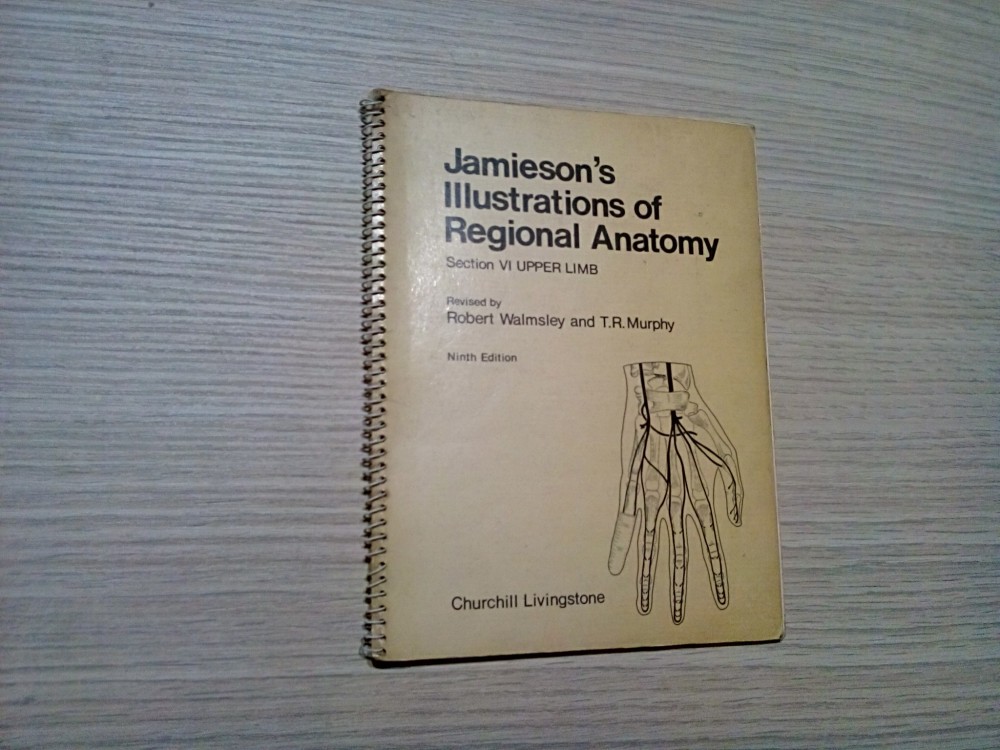 Jamieson's
Illustrations of
Regional Anatomy
Section VI UPPER LIMB
Revised by
Robert Walmsley and T.R. Murphy
Ninth Edition
Churchill Livingstone